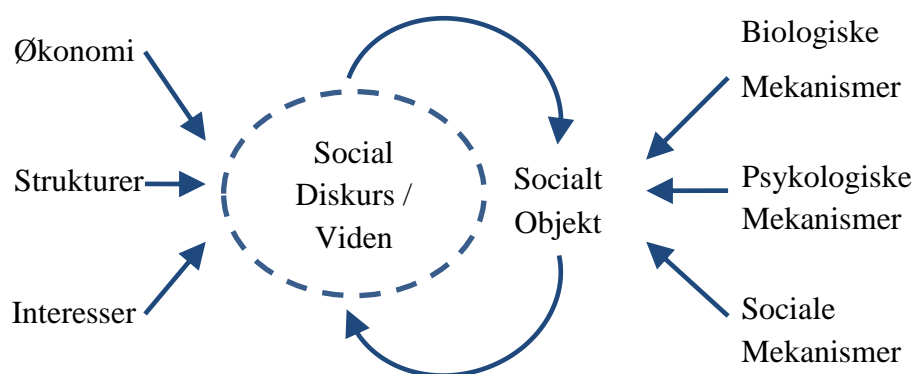 Økonomi
Strukturer
Interesser
Social
Diskurs /
Viden
Socialt
Objekt
Biologiske
Mekanismer
Psykologiske
Mekanismer
Sociale
Mekanismer